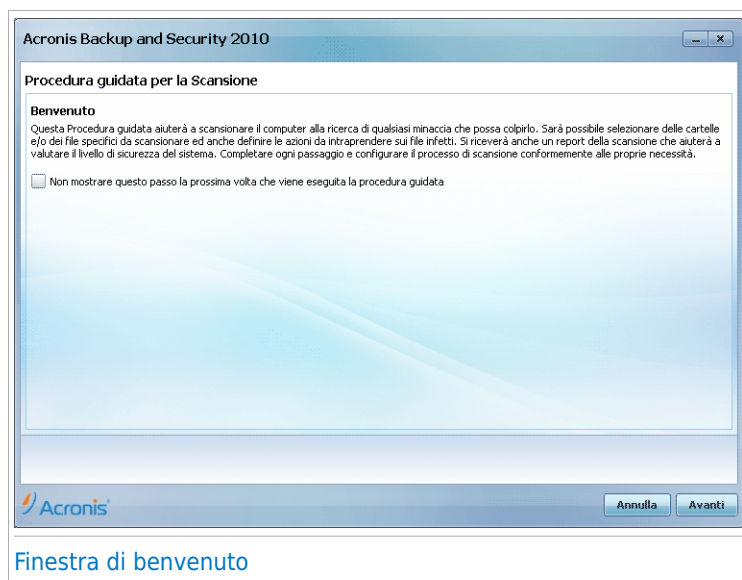 Acronis Backup and Security 2010
Procedura guidata per la Scansione
Benvenuto
Questa Procedura guidata aiuterà a scansionare il computer alla ricerca di qualsiasi minaccia che possa colpirlo. Sarà possibile selezionare delle cartelle
e/o dei file specifici da scansionare ed anche definire le azioni da intraprendere sui file infetti. Si riceverà anche un report della scansione che aiuterà a
valutare il livello di sicurezza del sistema. Completare ogni passaggio e configurare il processo di scansione conformemente alle proprie necessità.
Non mostrare questo passo la prossima volta che viene eseguita la procedura guidata
Acronis
Annulla
Avanti
Finestra di benvenuto